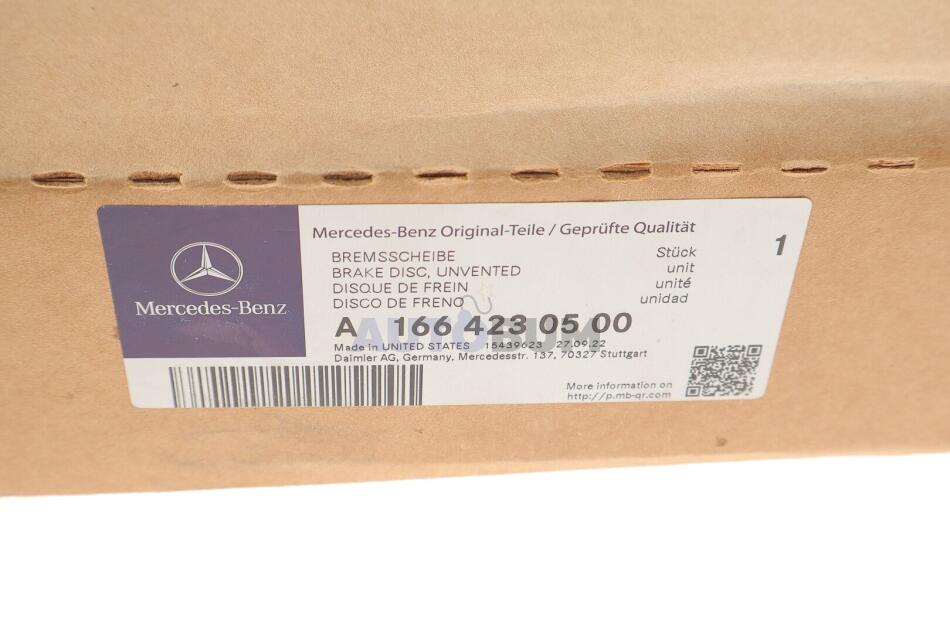 Mercedes-Benz
Mercedes-Benz Original-Teile / Geprüfte Qualität
BREMSSCHEIBE Stück 1
BRAKE DISC, UNVENTED unit
DISQUE DE FREIN unité
DISCO DE FRENO unidad
A 166 423 05 00
AUTOBUM
Made in UNITED STATES 15439623 27.09.22
Daimler AG, Germany, Mercedesstr. 137, 70327 Stuttgart
More information on
http://p.mb-qr.com